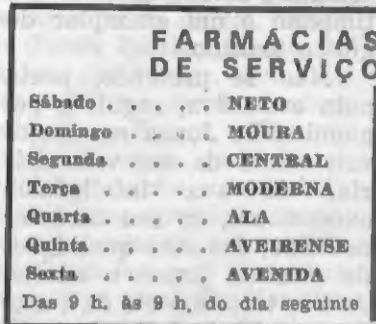 FARMÁCIAS
DE SERVIÇO
Sábado . . . NETO
Domingo . . . . MOURA
Segunda . . . . CENTRAL
Terça . . . . . MODERNA
Quarta . . . . . ALA
Quinta . . . . . AVEIRENSE
Sexta . . . . . AVENIDA
Das 9 h. às 9 h. do dia seguinte